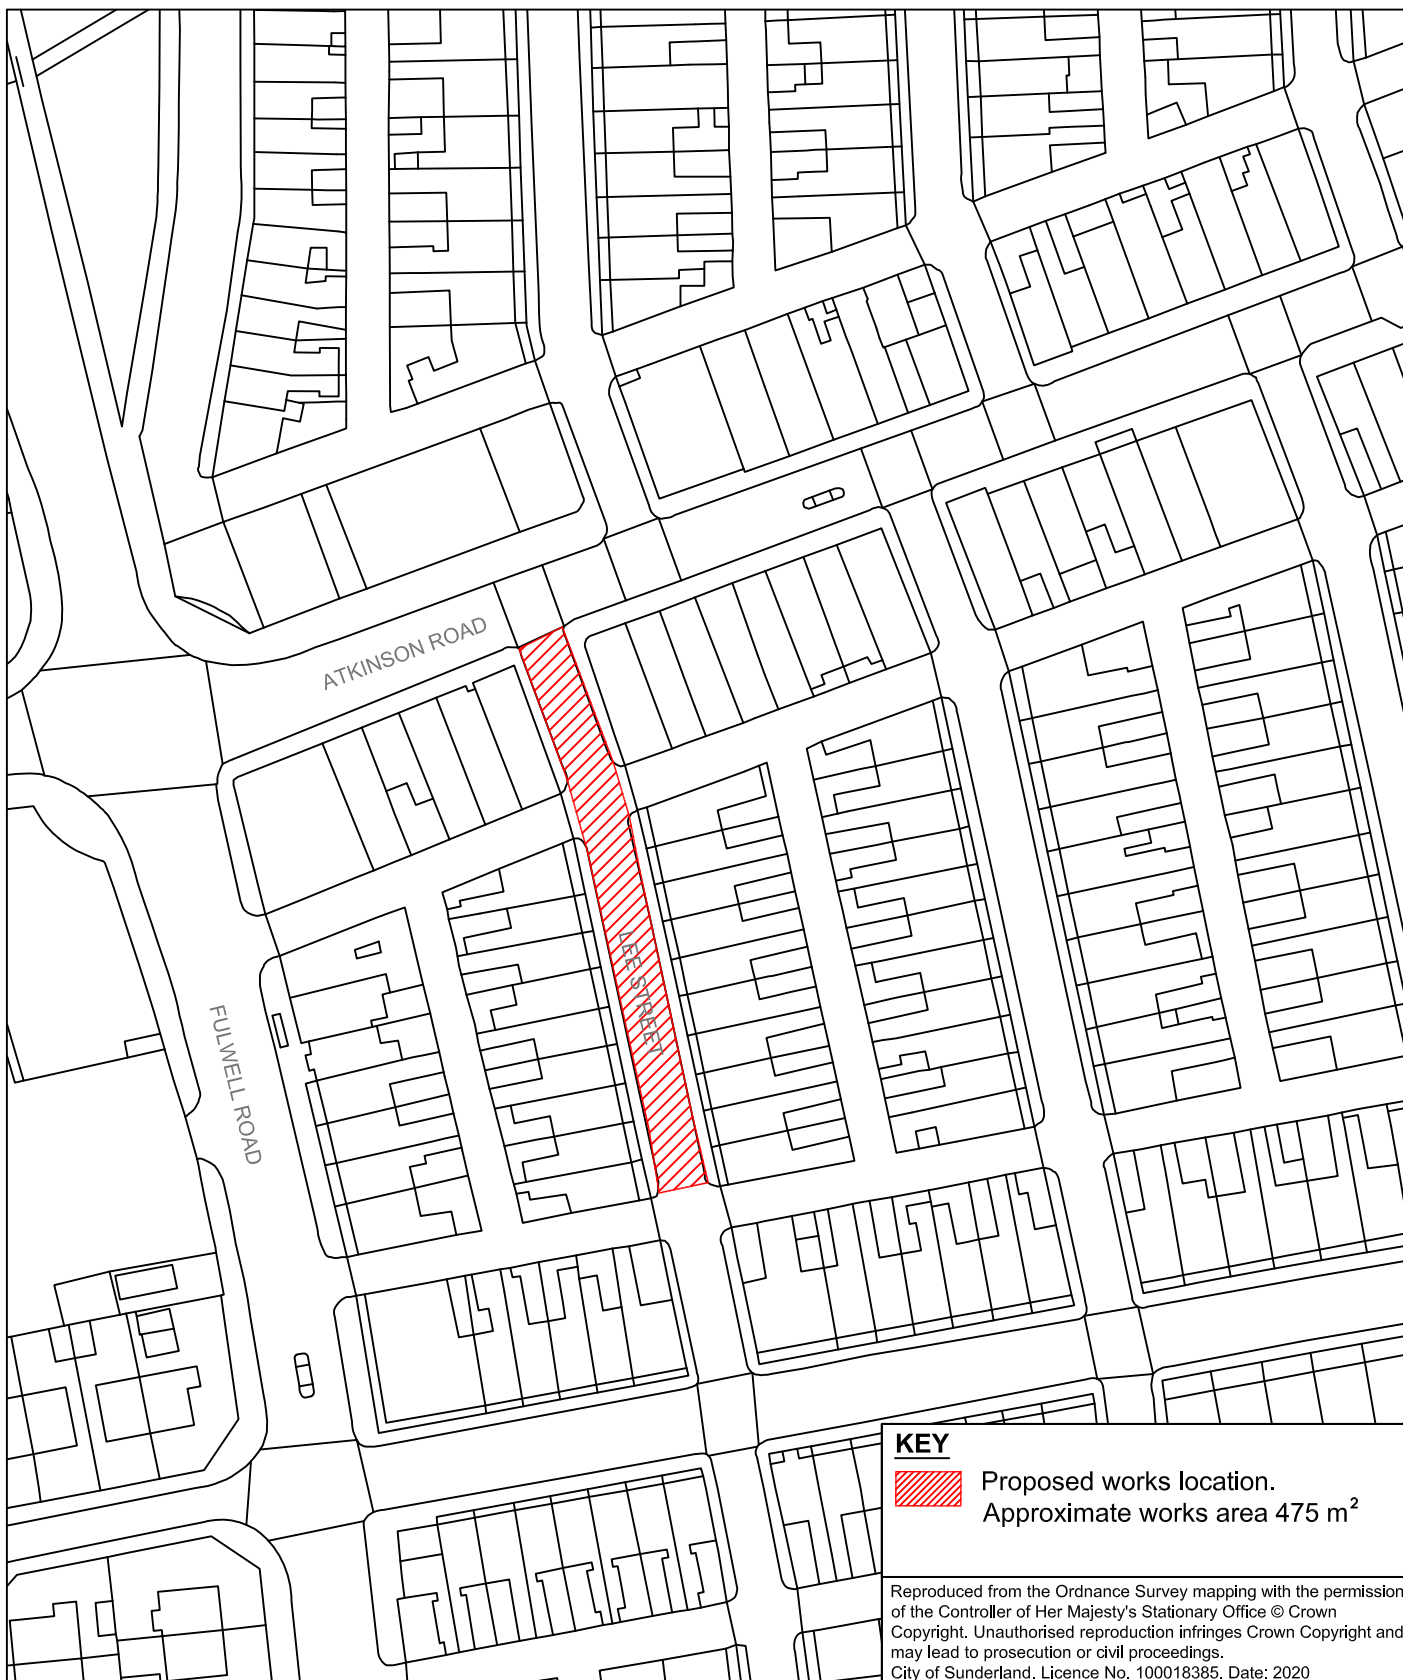 ATKINSON ROAD
LEE STREET
FULWELL ROAD
KEY
Proposed works location.
Approximate works area 475 m²
Reproduced from the Ordnance Survey mapping with the permission
of the Controller of Her Majesty's Stationary Office © Crown
Copyright. Unauthorised reproduction infringes Crown Copyright and
may lead to prosecution or civil proceedings.
City of Sunderland, Licence No. 100018385. Date: 2020